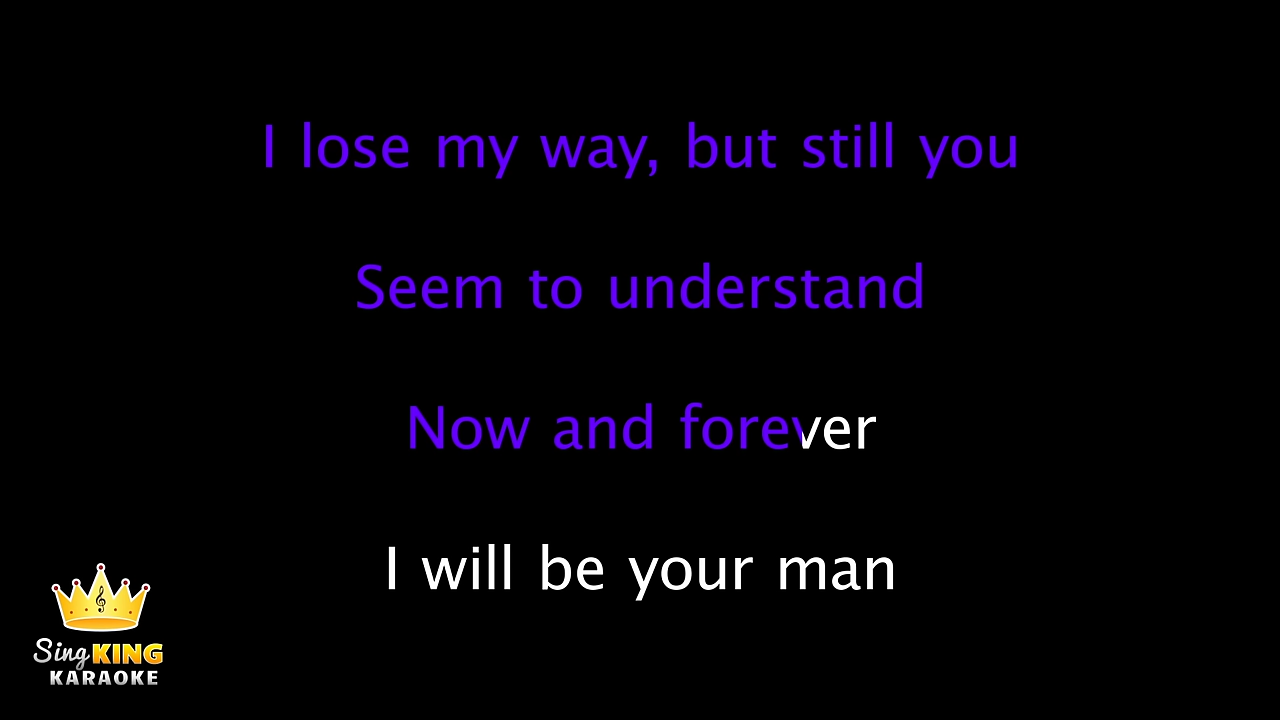 I lose my way, but still you
Seem to understand
Now and forever
I will be your man
Sing KING
KARAOKE